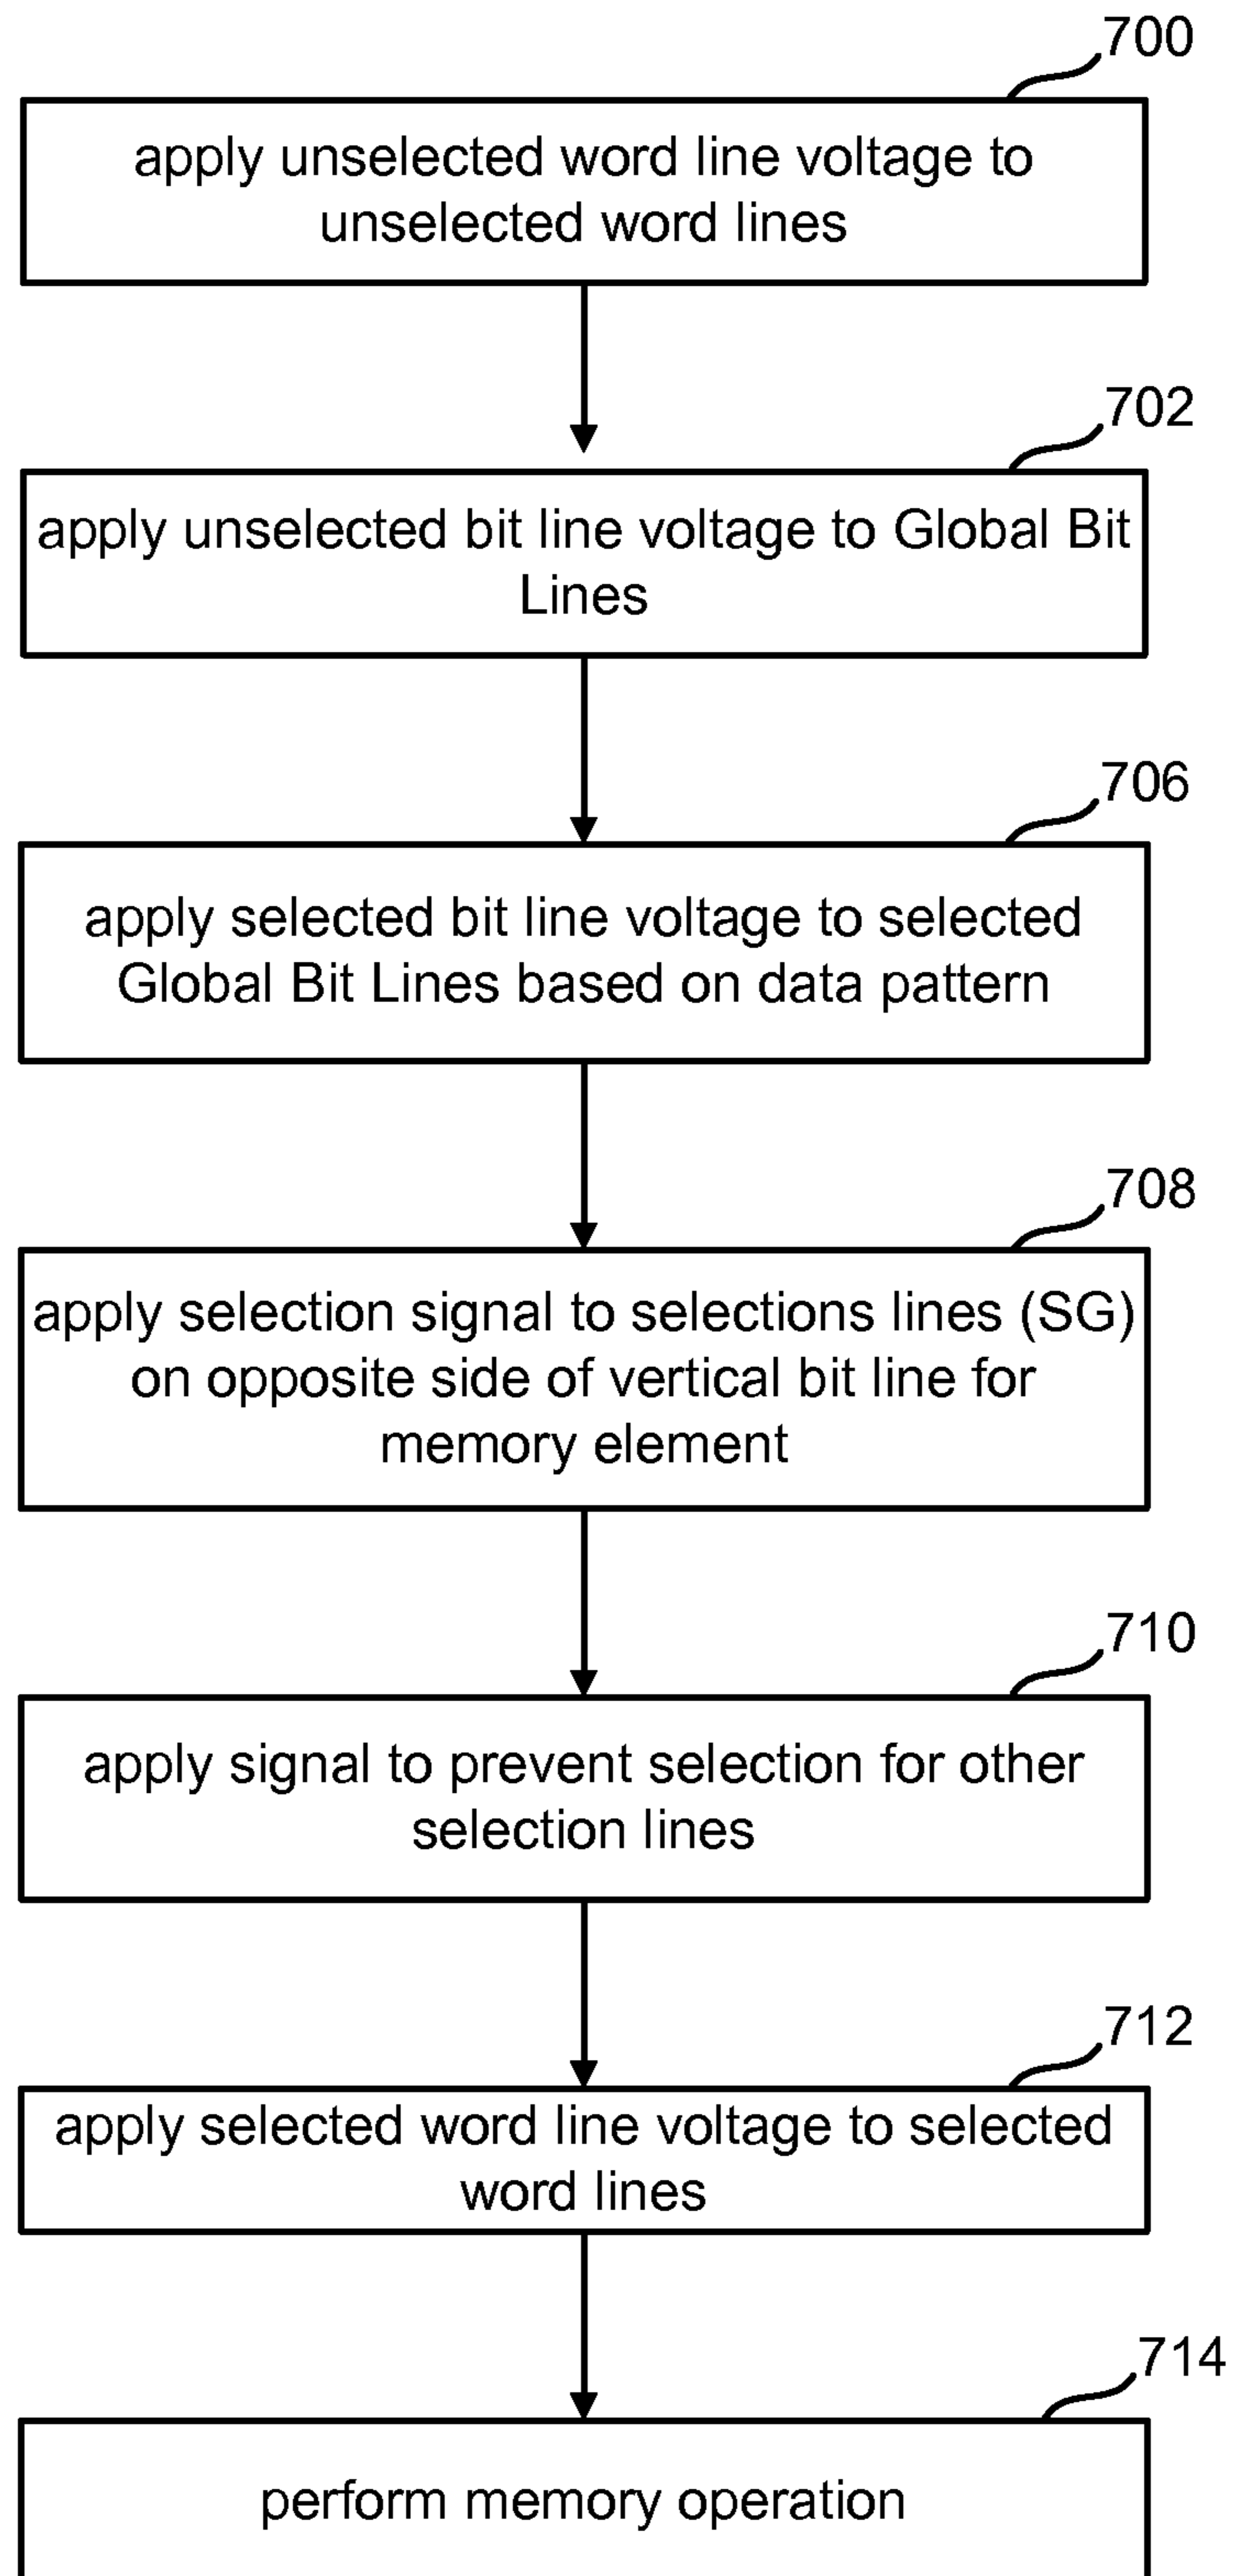 700
apply unselected word line voltage to
unselected word lines
702
apply unselected bit line voltage to Global Bit
Lines
706
apply selected bit line voltage to selected
Global Bit Lines based on data pattern
708
apply selection signal to selections lines (SG)
on opposite side of vertical bit line for
memory element
710
apply signal to prevent selection for other
selection lines
712
apply selected word line voltage to selected
word lines
714
perform memory operation